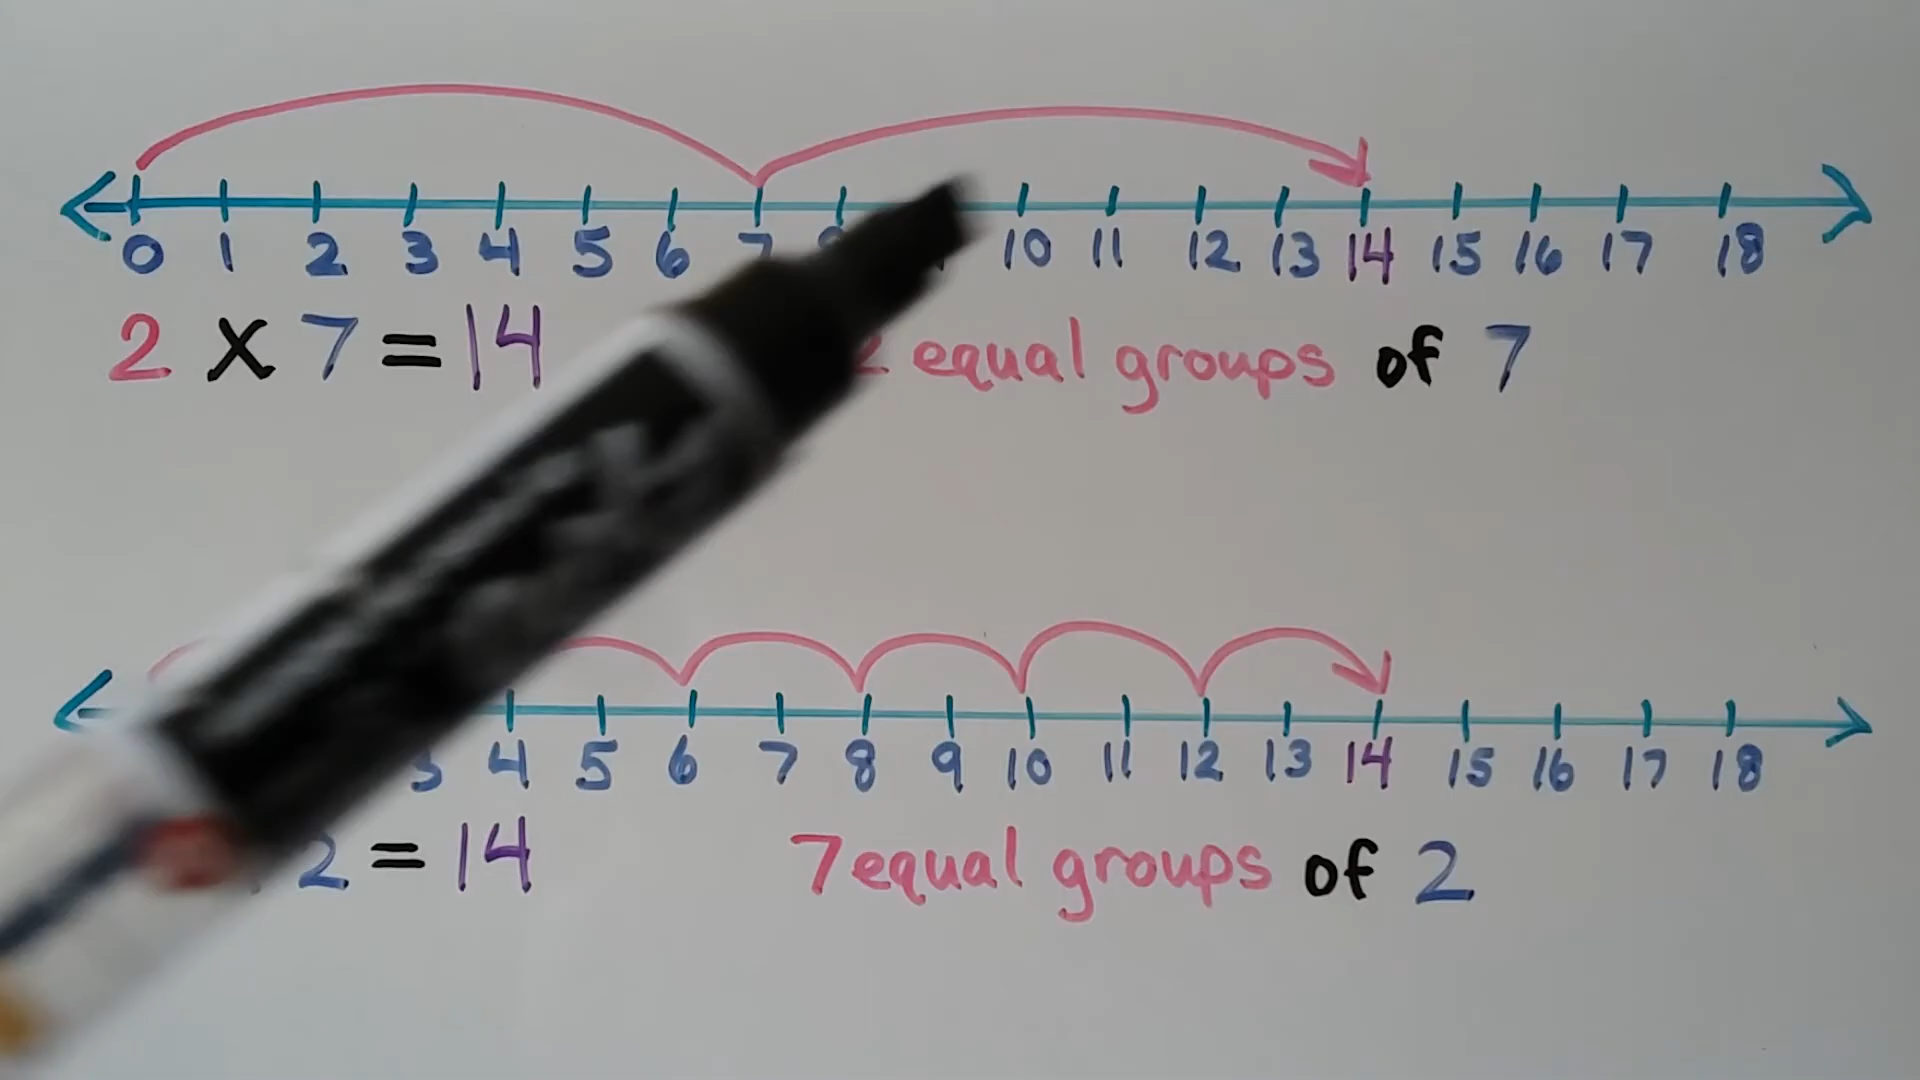 0 1 2 3 4 5 6 7 10 11 12 13 14 15 16 17 18
2 x 7 = 14 2 equal groups of 7
3 4 5 6 7 8 9 10 11 12 13 14 15 16 17 18
2 = 14 7 equal groups of 2